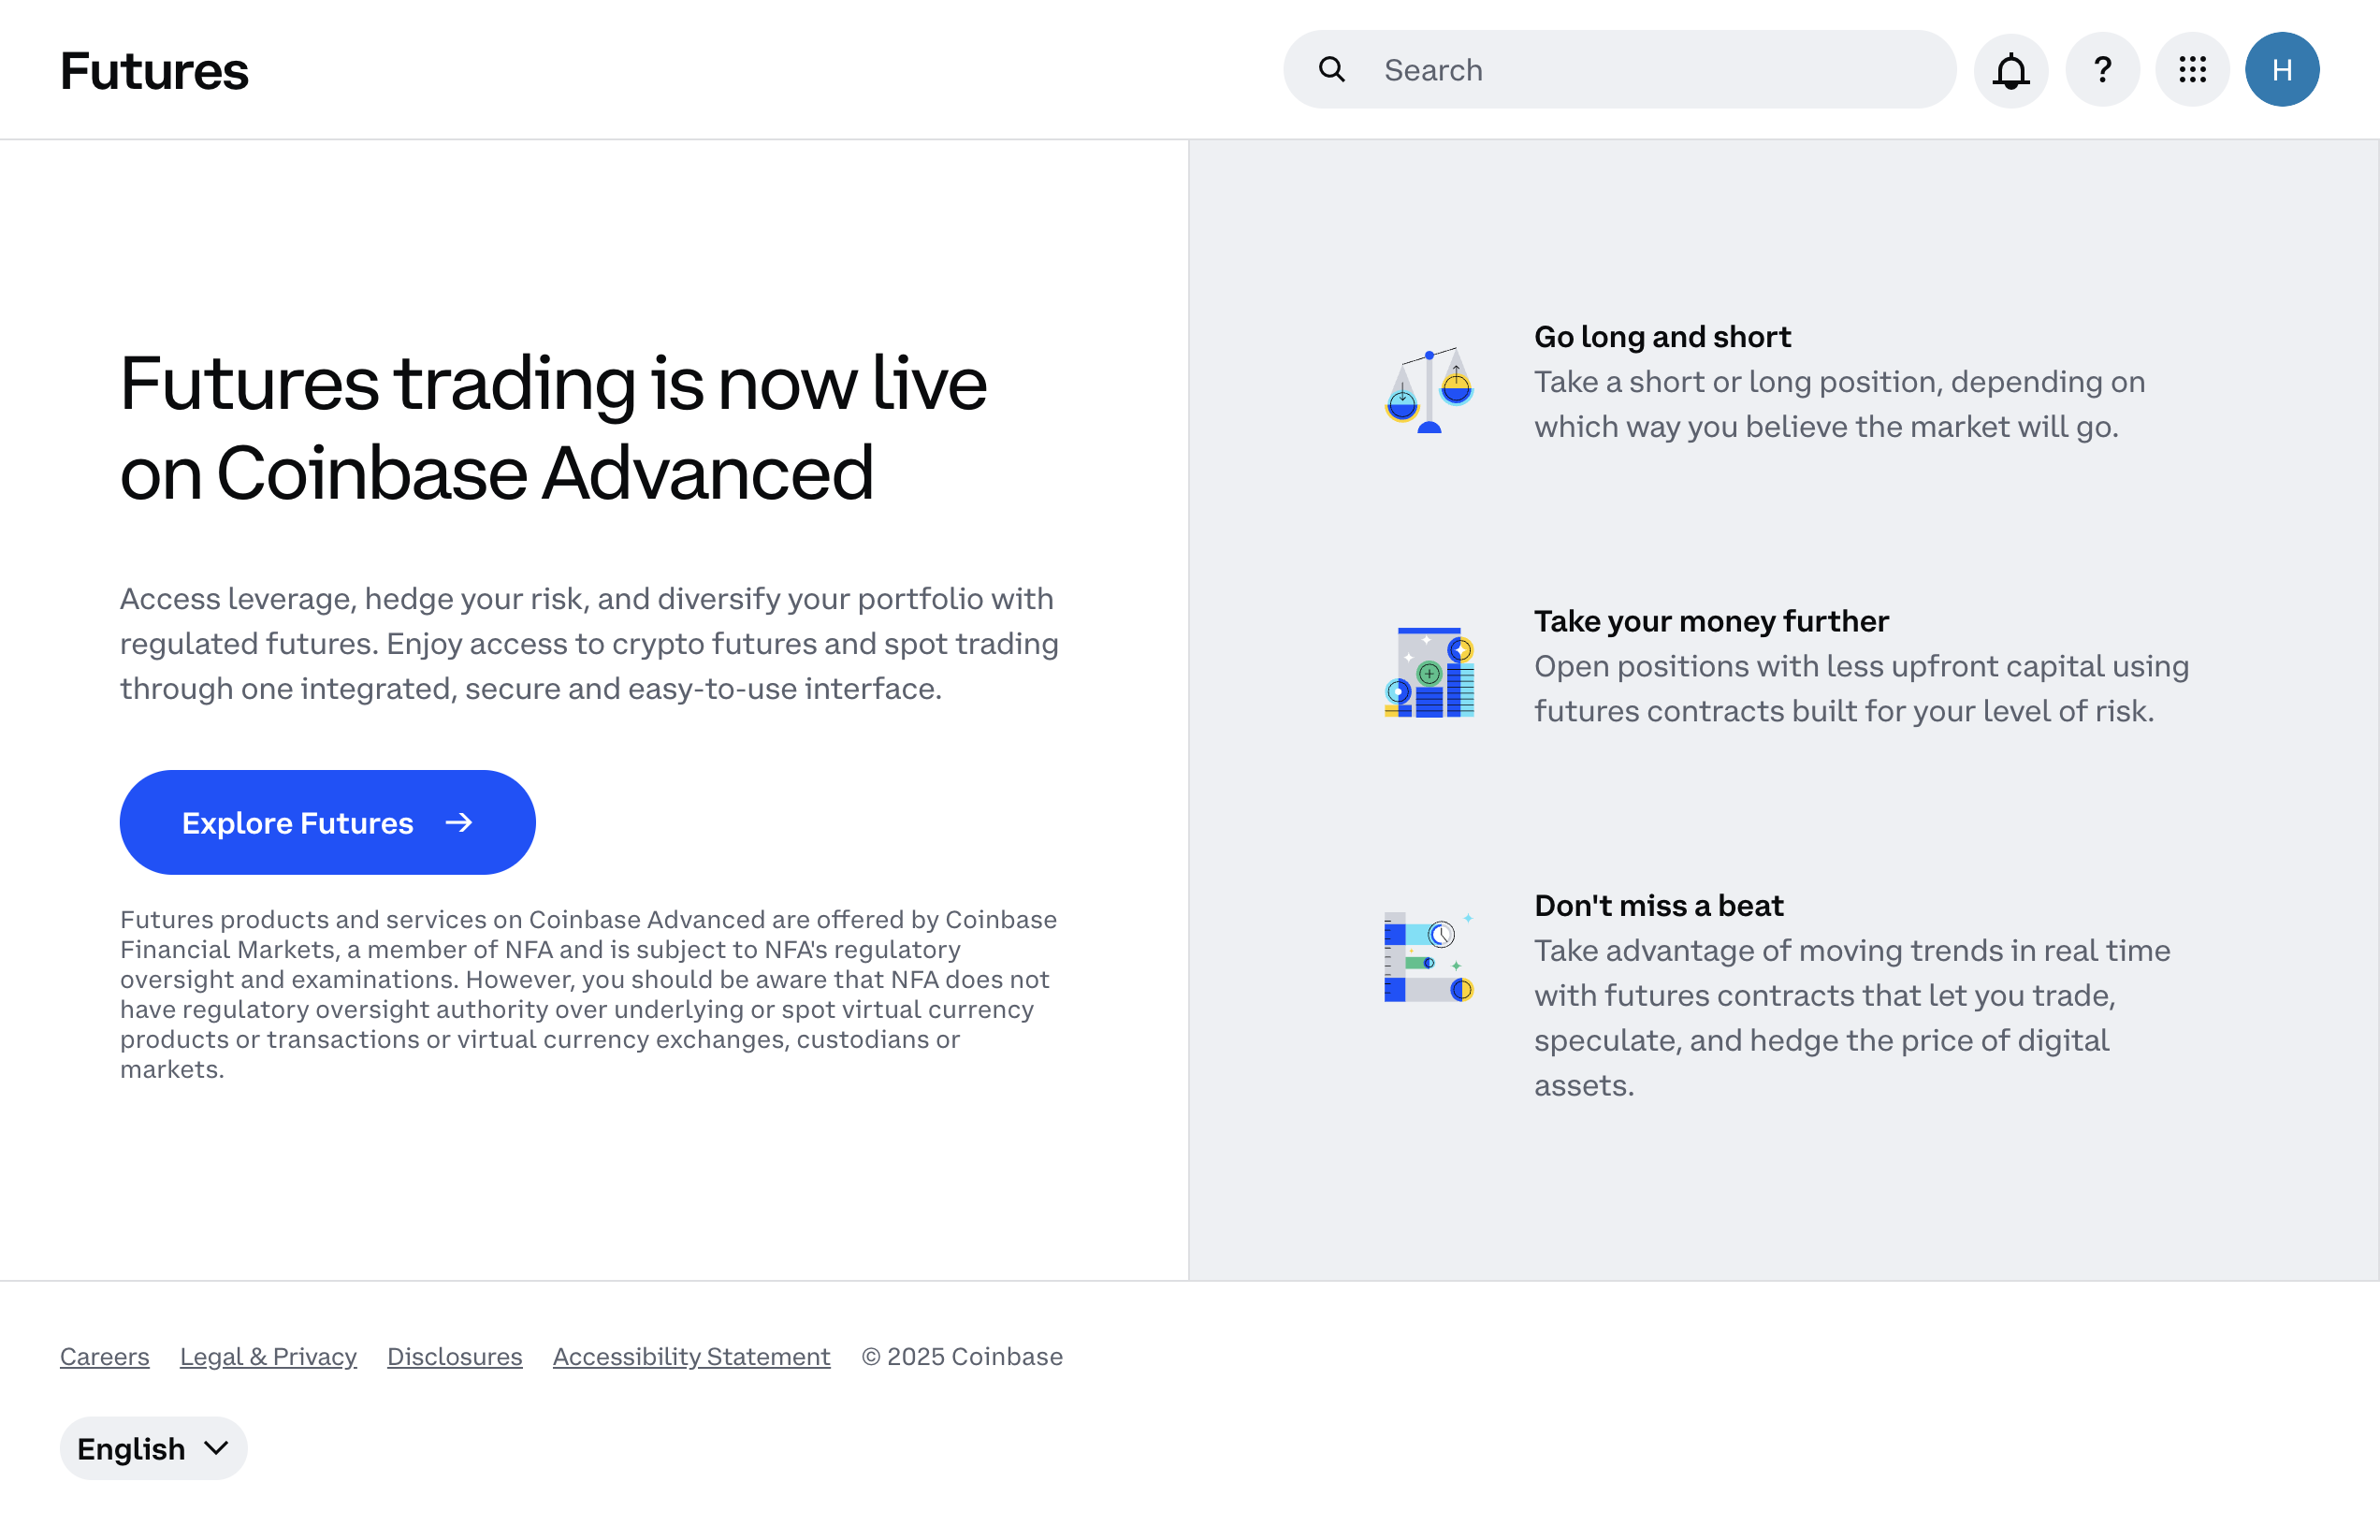 Futures
Search
?
H
Futures trading is now live
on Coinbase Advanced
Access leverage, hedge your risk, and diversify your portfolio with
regulated futures. Enjoy access to crypto futures and spot trading
through one integrated, secure and easy-to-use interface.
Explore Futures →
Futures products and services on Coinbase Advanced are offered by Coinbase
Financial Markets, a member of NFA and is subject to NFA's regulatory
oversight and examinations. However, you should be aware that NFA does not
have regulatory oversight authority over underlying or spot virtual currency
products or transactions or virtual currency exchanges, custodians or
markets.
Go long and short
Take a short or long position, depending on
which way you believe the market will go.
Take your money further
Open positions with less upfront capital using
futures contracts built for your level of risk.
Don't miss a beat
Take advantage of moving trends in real time
with futures contracts that let you trade,
speculate, and hedge the price of digital
assets.
Careers Legal & Privacy Disclosures Accessibility Statement © 2025 Coinbase
English